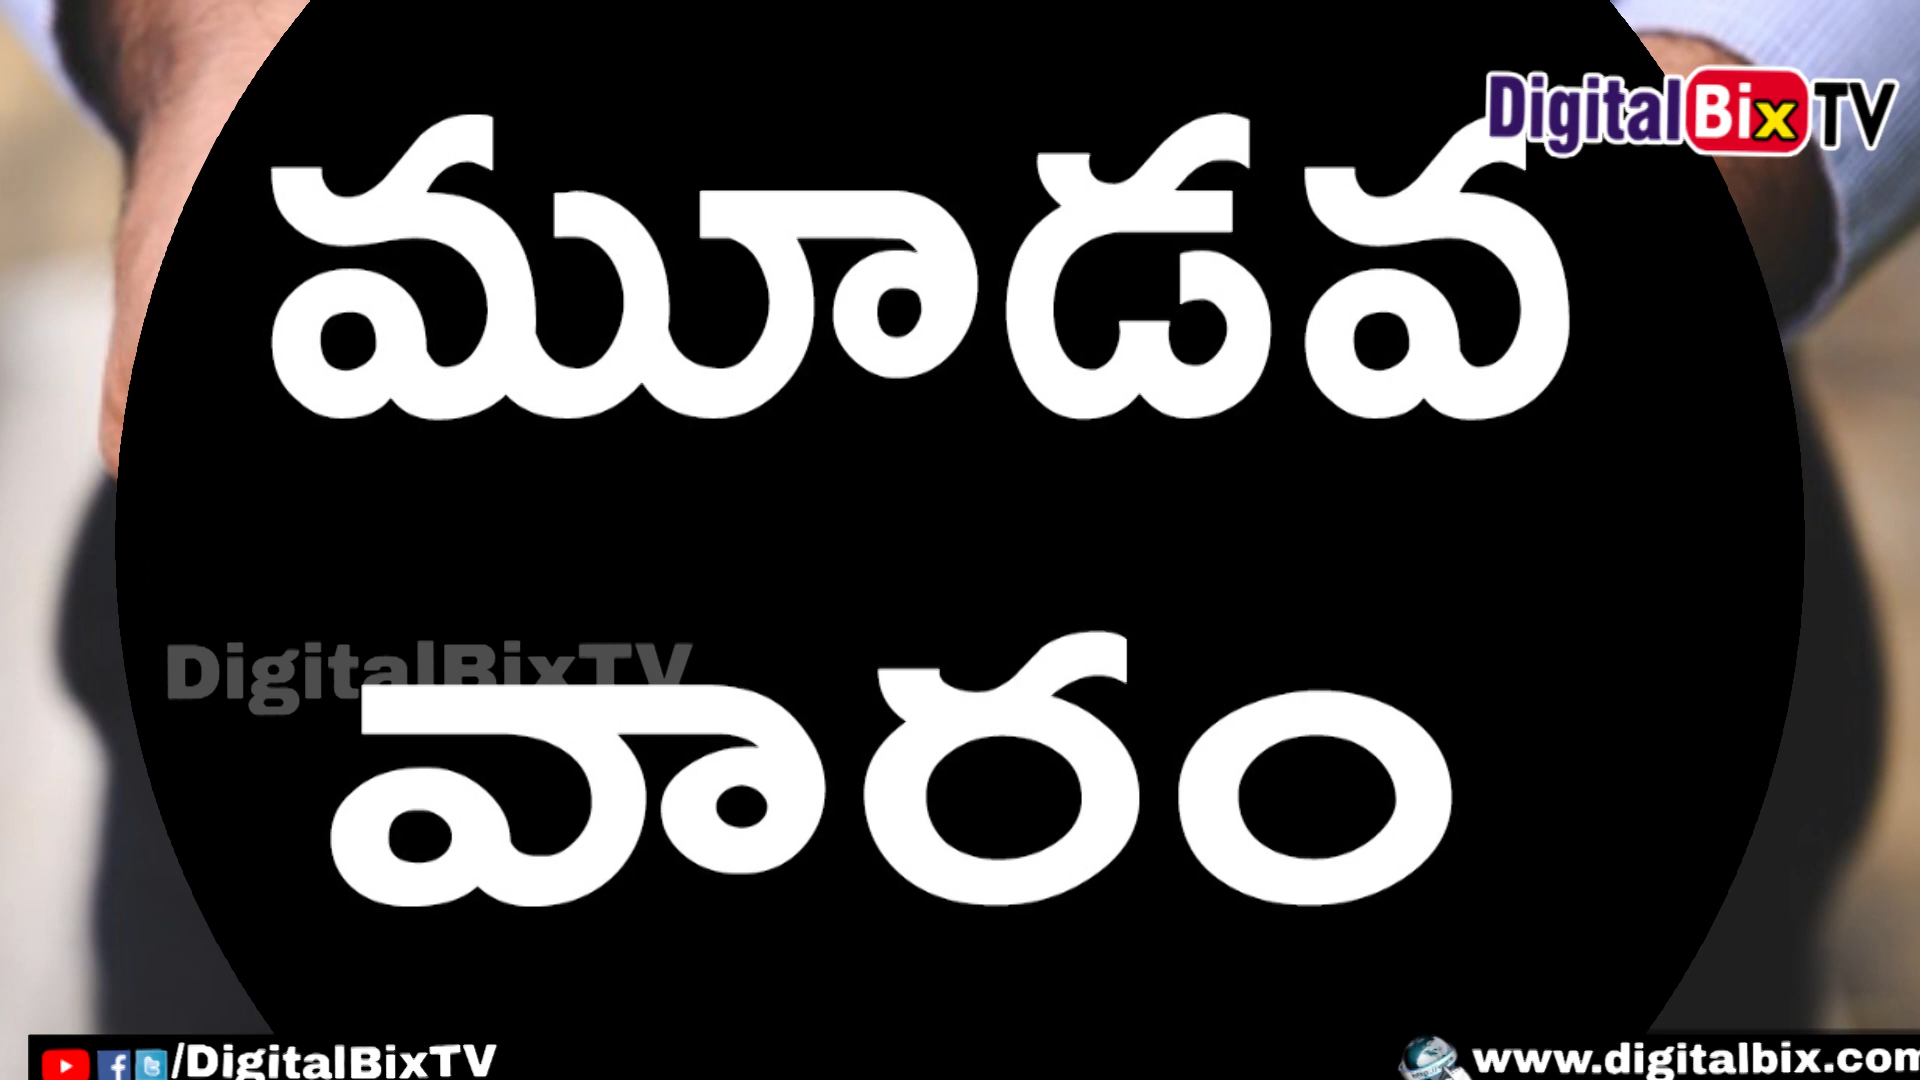 DigitalBixTV
మూడవ
DigitalBixTV
వారం
/DigitalBixTV
www.digitalbix.com